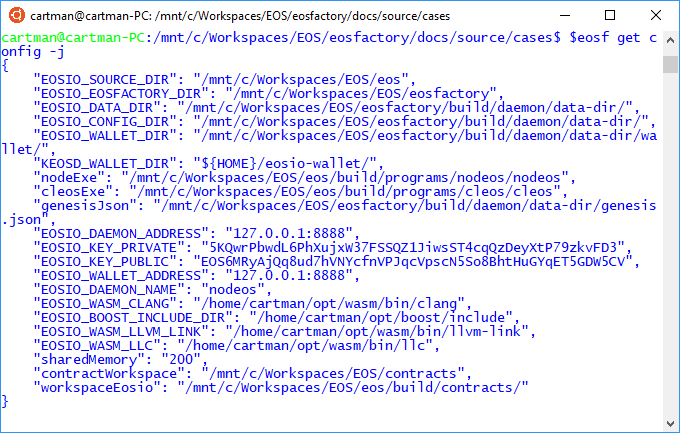 cartman@cartman-PC: /mnt/c/Workspaces/EOS/eosfactory/docs/source/cases
cartman@cartman-PC:/mnt/c/Workspaces/EOS/eosfactory/docs/source/cases$ $eosf get c
onfig -j
{
    "EOSIO_SOURCE_DIR": "/mnt/c/Workspaces/EOS/eos",
    "EOSIO_EOSFACTORY_DIR": "/mnt/c/Workspaces/EOS/eosfactory",
    "EOSIO_DATA_DIR": "/mnt/c/Workspaces/EOS/eosfactory/build/daemon/data-dir/",
    "EOSIO_CONFIG_DIR": "/mnt/c/Workspaces/EOS/eosfactory/build/daemon/data-dir/",
    "EOSIO_WALLET_DIR": "/mnt/c/Workspaces/EOS/eosfactory/build/daemon/data-dir/wa
llet/",
    "KEOSD_WALLET_DIR": "${HOME}/eosio-wallet/",
    "nodeExe": "/mnt/c/Workspaces/EOS/eos/build/programs/nodeos/nodeos",
    "cleosExe": "/mnt/c/Workspaces/EOS/eos/build/programs/cleos/cleos",
    "genesisJson": "/mnt/c/Workspaces/EOS/eosfactory/build/daemon/data-dir/genesis
.json",
    "EOSIO_DAEMON_ADDRESS": "127.0.0.1:8888",
    "EOSIO_KEY_PRIVATE": "5KQwrPbwdL6PhXujxW37FSSQZ1JiwsST4cqQzDeyXtP79zkvFD3",
    "EOSIO_KEY_PUBLIC": "EOS6MRyAjQq8ud7hVNYcfnVPJqcVpscN5So8BhtHuGYqET5GDW5CV",
    "EOSIO_WALLET_ADDRESS": "127.0.0.1:8888",
    "EOSIO_DAEMON_NAME": "nodeos",
    "EOSIO_WASM_CLANG": "/home/cartman/opt/wasm/bin/clang",
    "EOSIO_BOOST_INCLUDE_DIR": "/home/cartman/opt/boost/include",
    "EOSIO_WASM_LLVM_LINK": "/home/cartman/opt/wasm/bin/llvm-link",
    "EOSIO_WASM_LLC": "/home/cartman/opt/wasm/bin/llc",
    "sharedMemory": "200",
    "contractWorkspace": "/mnt/c/Workspaces/EOS/contracts",
    "workspaceEosio": "/mnt/c/Workspaces/EOS/eos/build/contracts/"
}